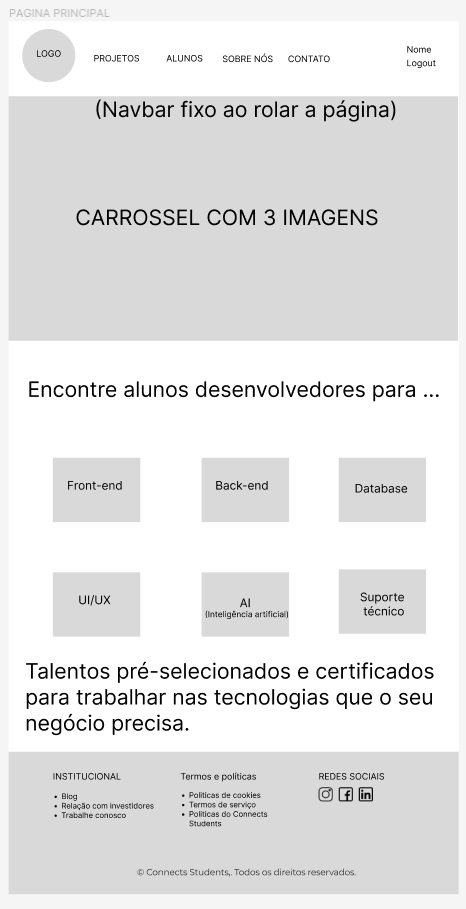 PAGINA PRINCIPAL
LOGO
PROJETOS
ALUNOS
SOBRE NÓS
CONTATO
Nome
Logout
(Navbar fixo ao rolar a página)
CARROSSEL COM 3 IMAGENS
Encontre alunos desenvolvedores para ...
Front-end
Back-end
Database
UI/UX
AI
(Inteligência artificial)
Suporte
técnico
Talentos pré-selecionados e certificados
para trabalhar nas tecnologias que o seu
negócio precisa.
INSTITUCIONAL
• Blog
• Relação com investidores
• Trabalhe conosco
Termos e políticas
• Políticas de cookies
• Termos de serviço
• Políticas do Connects
Students
REDES SOCIAIS
© Connects Students,. Todos os direitos reservados.